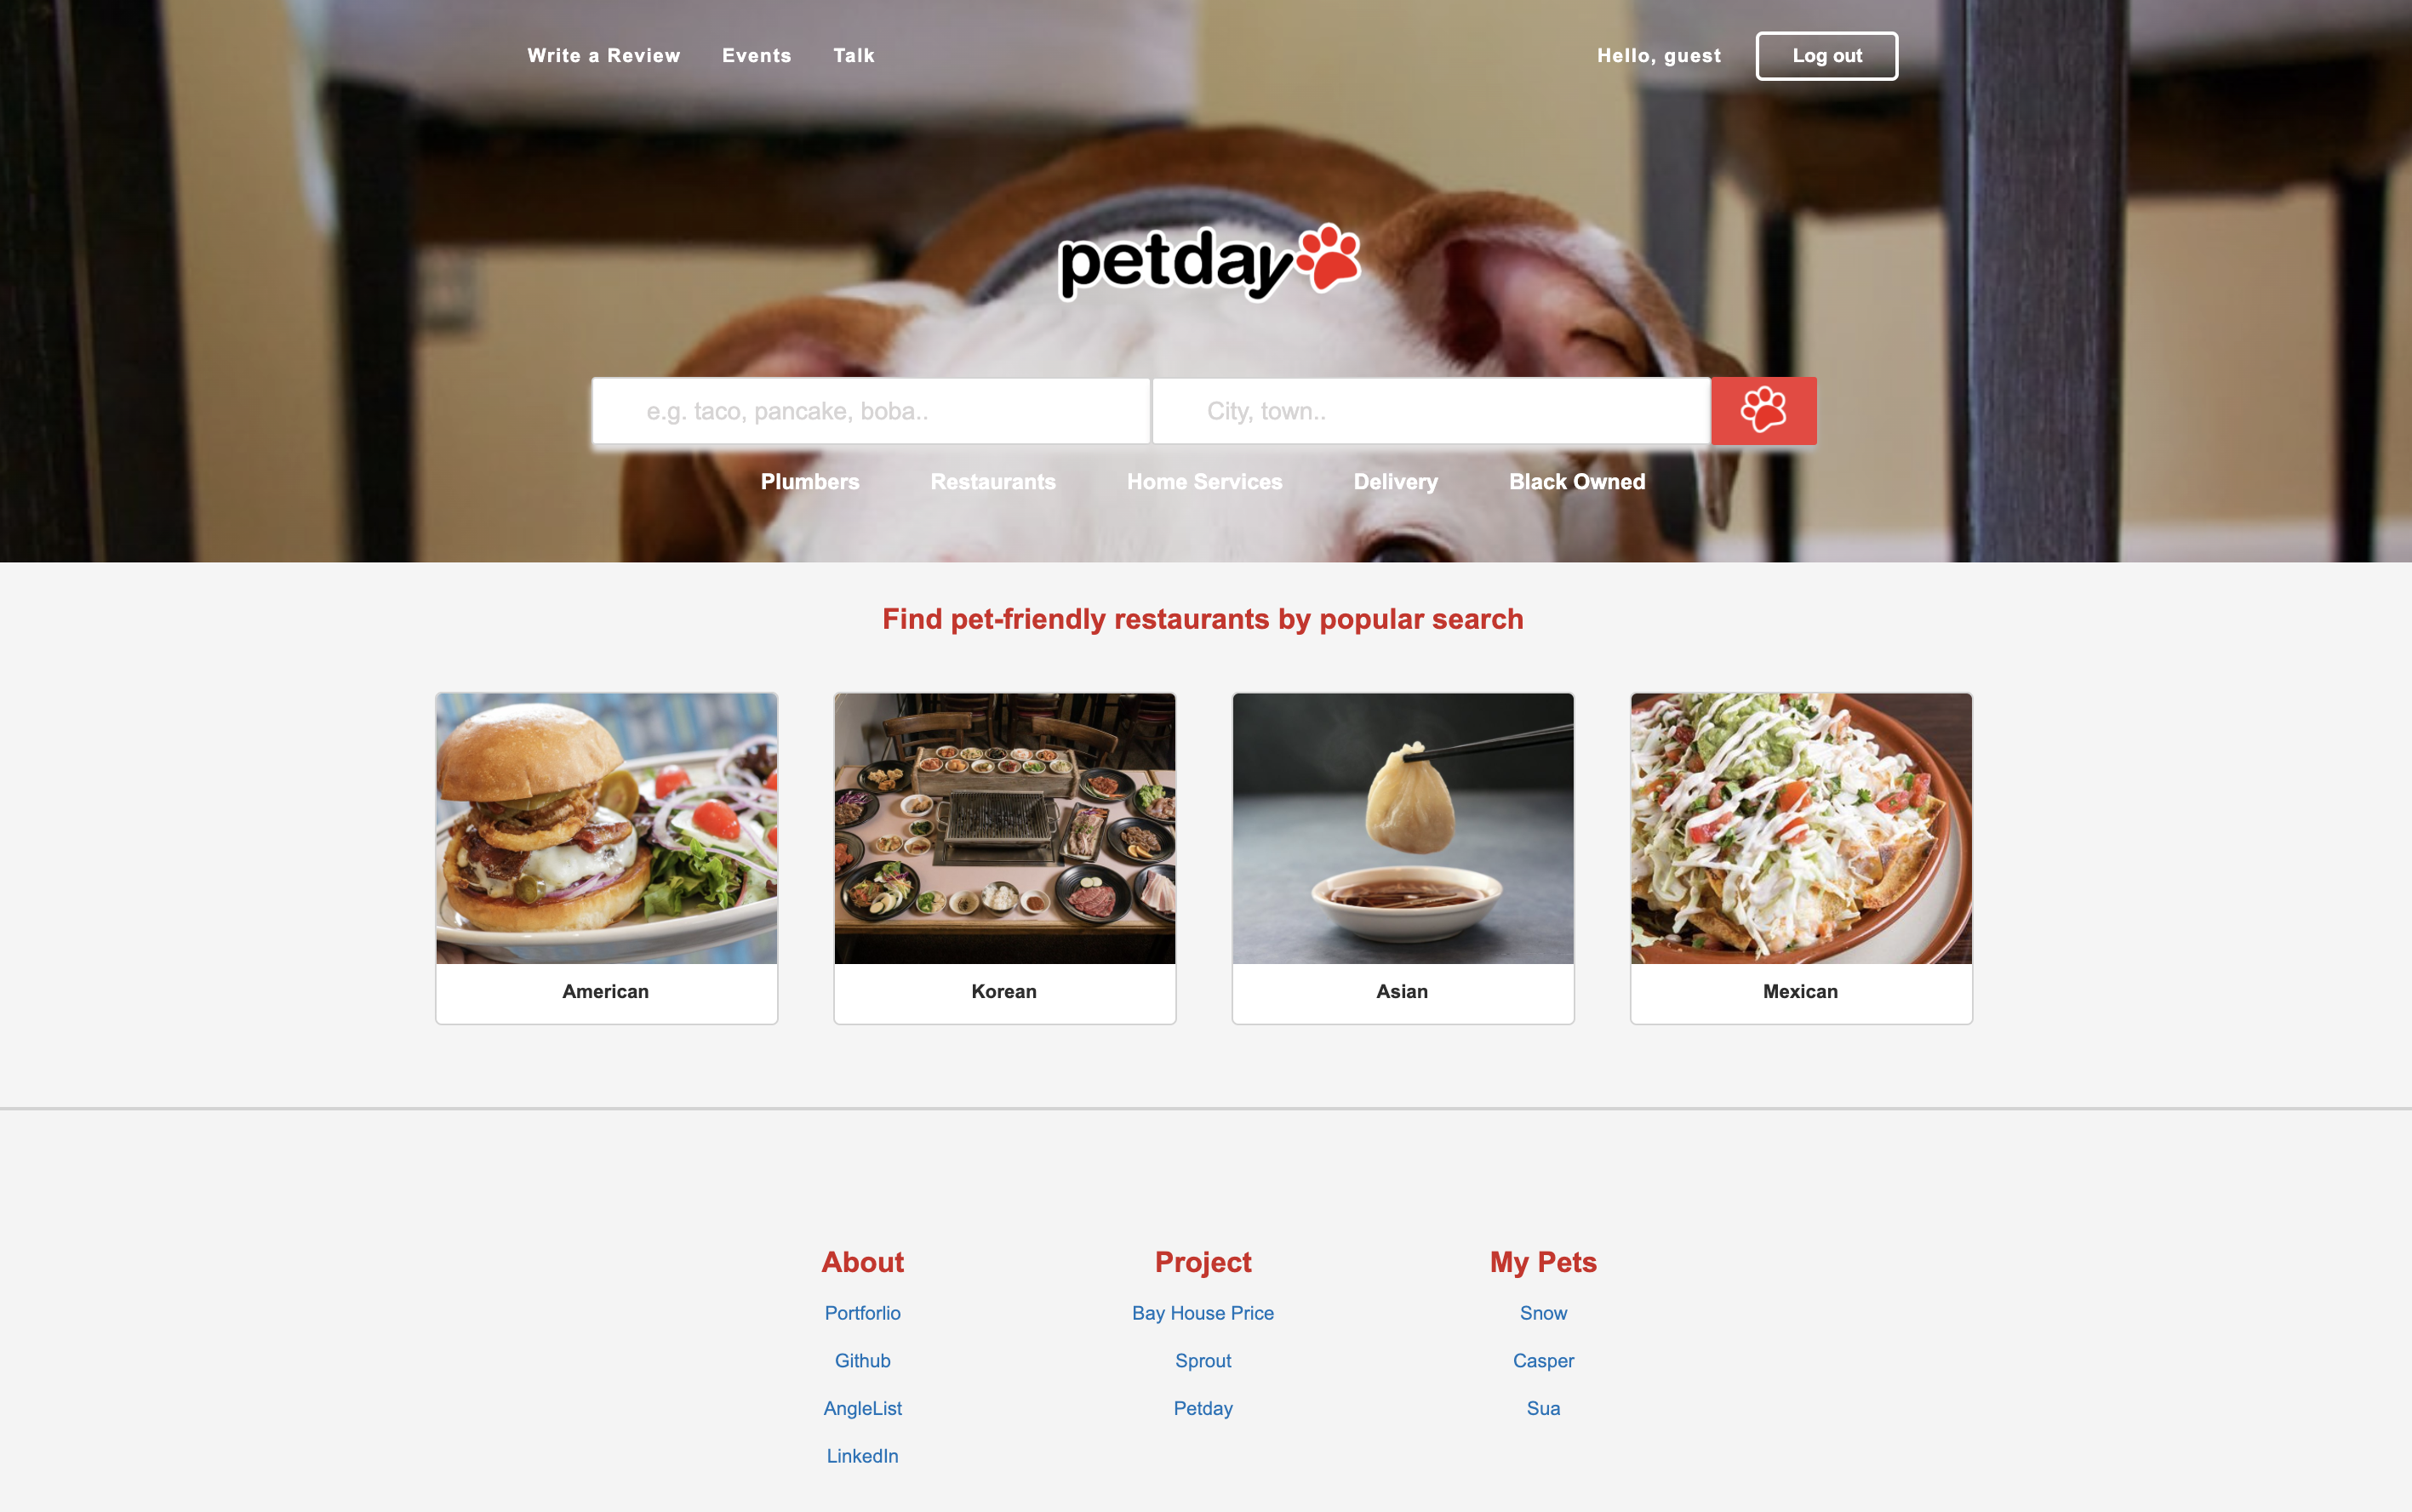 Write a Review Events Talk Hello, guest Log out
petday
e.g. taco, pancake, boba.. City, town..
Plumbers Restaurants Home Services Delivery Black Owned
Find pet-friendly restaurants by popular search
American Korean Asian Mexican
About Project My Pets
Portforlio Bay House Price Snow
Github Sprout Casper
AngleList Petday Sua
LinkedIn